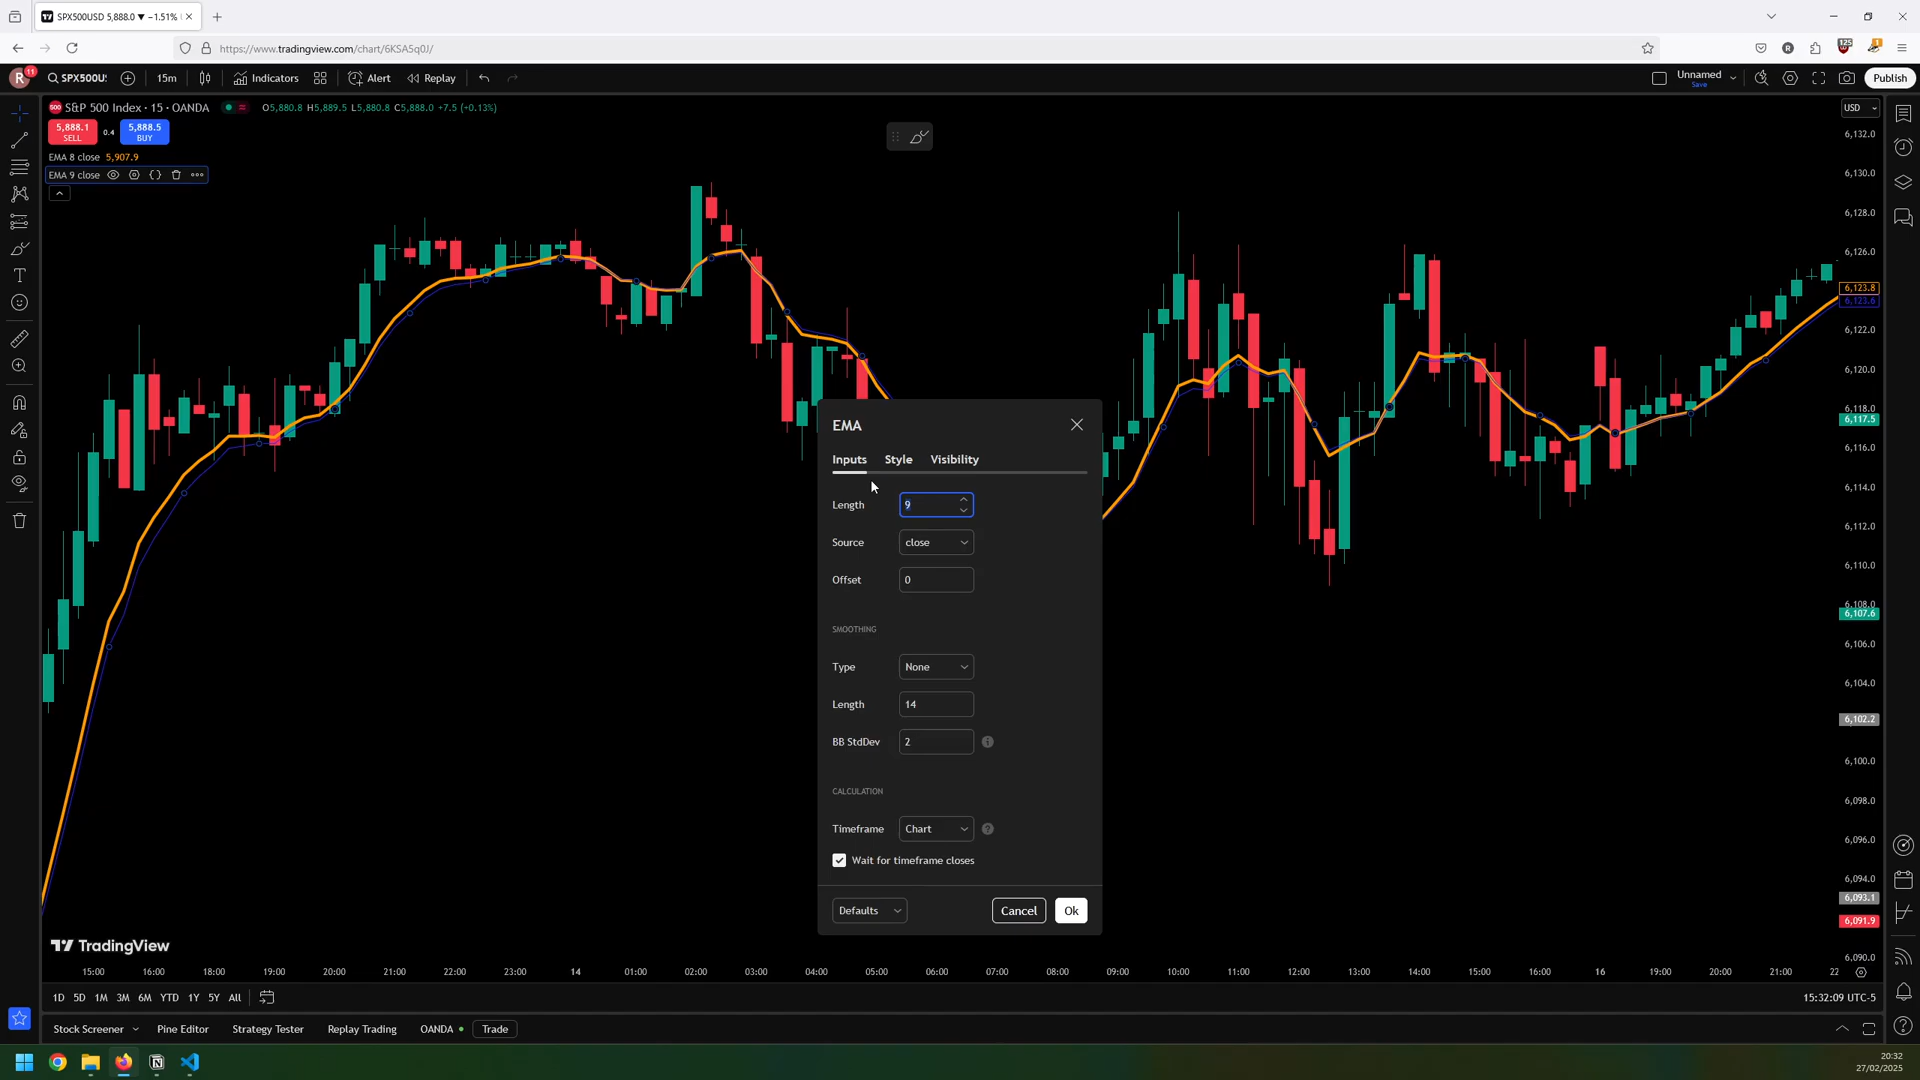 SPX500USD 5,888.0 ▼ −1.51%
https://www.tradingview.com/chart/6KSA5q0J/
125
1
R
11
SPX500U
15m
Indicators
Alert
Replay
Unnamed
Save
Publish
S&P 500 Index · 15 · OANDA
O5,880.8 H5,889.5 L5,880.8 C5,888.0 +7.5 (+0.13%)
USD
5,888.1
SELL
0.4
5,888.5
BUY
EMA 8 close 5,907.9
EMA 9 close
6,132.0
6,130.0
6,128.0
6,126.0
6,123.8
6,123.6
6,122.0
6,120.0
6,118.0
6,117.5
6,116.0
6,114.0
6,112.0
6,110.0
6,108.0
6,107.6
6,106.0
6,104.0
6,102.2
6,100.0
6,098.0
6,096.0
6,094.0
6,093.1
6,091.9
6,090.0
EMA
Inputs Style Visibility
Length 9
Source close
Offset 0
SMOOTHING
Type None
Length 14
BB StdDev 2
CALCULATION
Timeframe Chart
Wait for timeframe closes
Defaults Cancel Ok
TradingView
15:00 16:00 18:00 19:00 20:00 21:00 22:00 23:00 14 01:00 02:00 03:00 04:00 05:00 06:00 07:00 08:00 09:00 10:00 11:00 12:00 13:00 14:00 15:00 16:00 16 19:00 20:00 21:00 22
1D 5D 1M 3M 6M YTD 1Y 5Y All
15:32:09 UTC-5
Stock Screener Pine Editor Strategy Tester Replay Trading OANDA Trade
20:32
27/02/2025